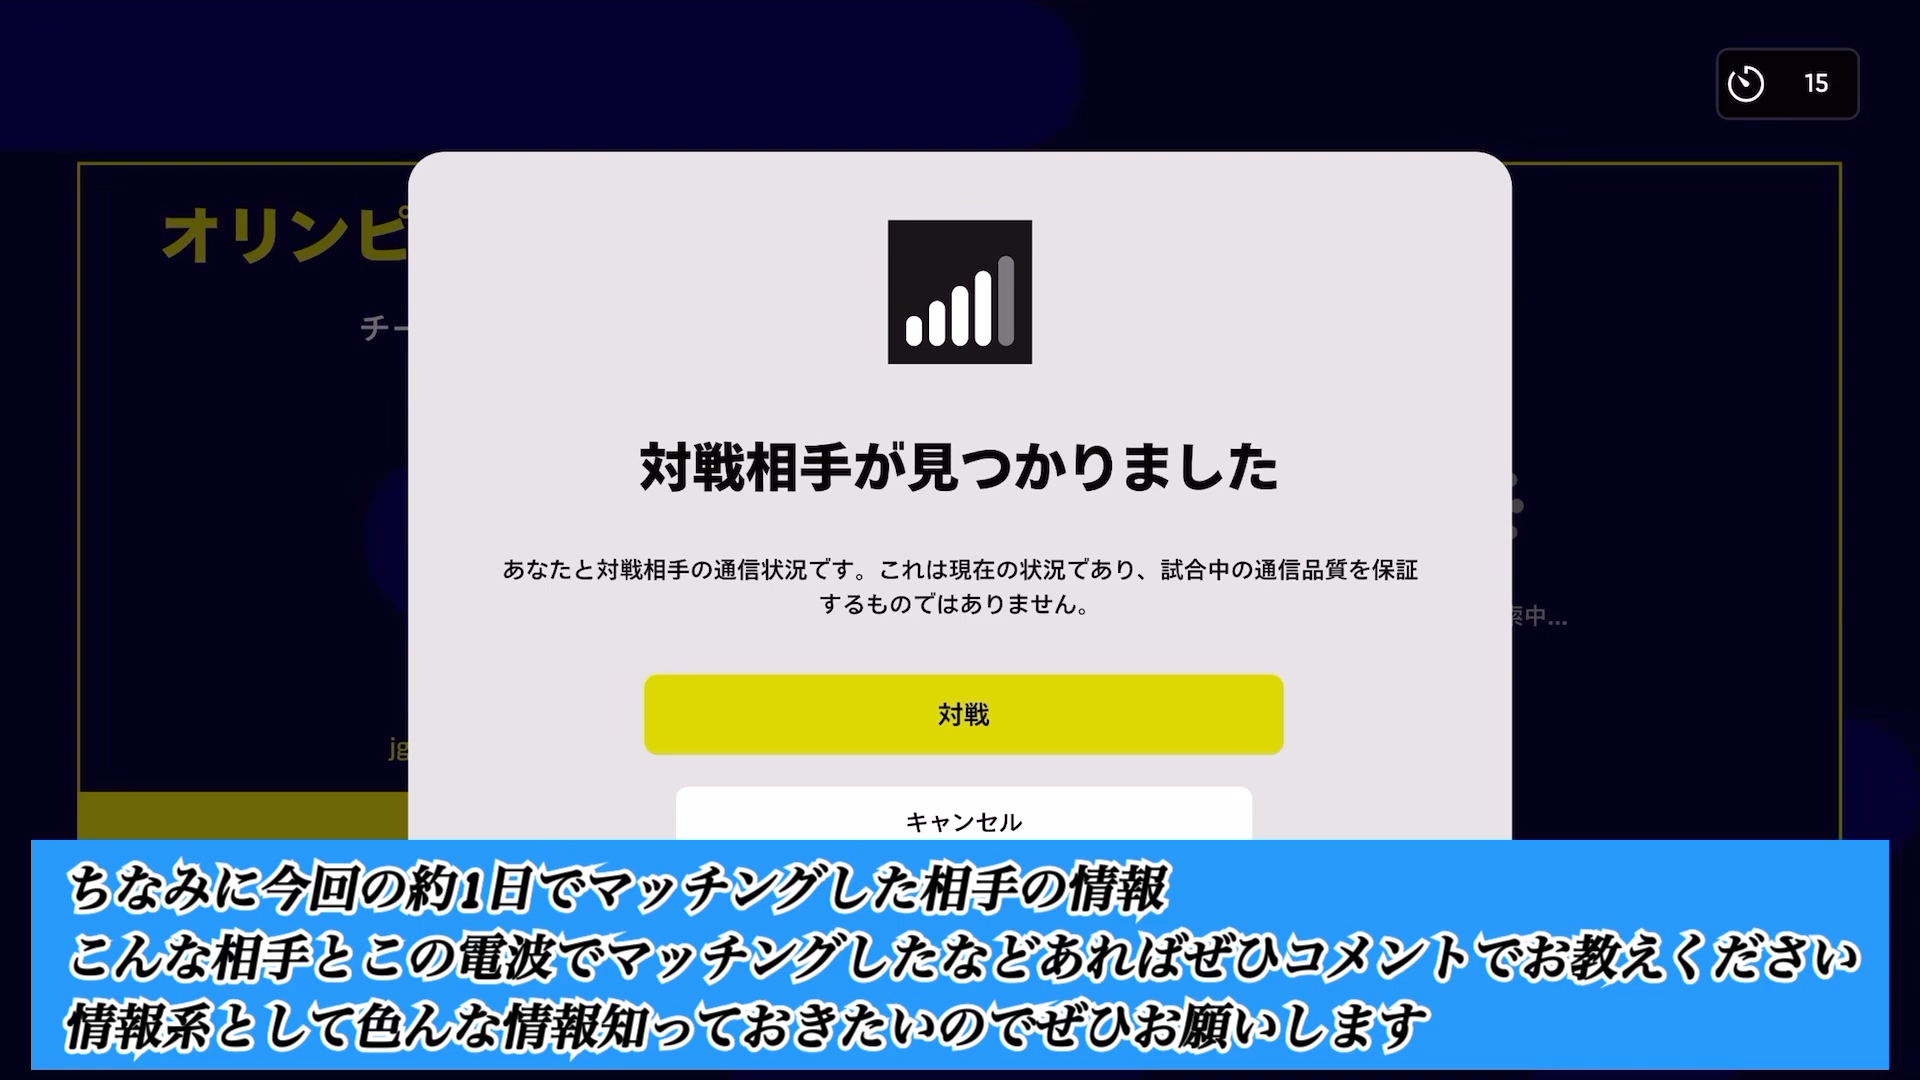 15
オリンピ
チー
対戦相手が見つかりました
あなたと対戦相手の通信状況です。これは現在の状況であり、試合中の通信品質を保証
するものではありません。
索中...
対戦
jg
キャンセル
ちなみに今回の約1日でマッチングした相手の情報
こんな相手とこの電波でマッチングしたなどあればぜひコメントでお教えください
情報系として色んな情報知っておきたいのでぜひお願いします